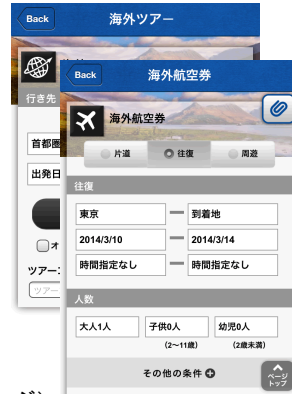 Back
海外ツアー
行き先
首都圏
出発日
ツアー
Back
海外航空券
海外航空券
片道
往復
周遊
往復
東京
到着地
2014/3/10
2014/3/14
時間指定なし
時間指定なし
人数
大人1人
子供0人
幼児0人
(2〜11歳)
(2歳未満)
その他の条件
ページ
トップ